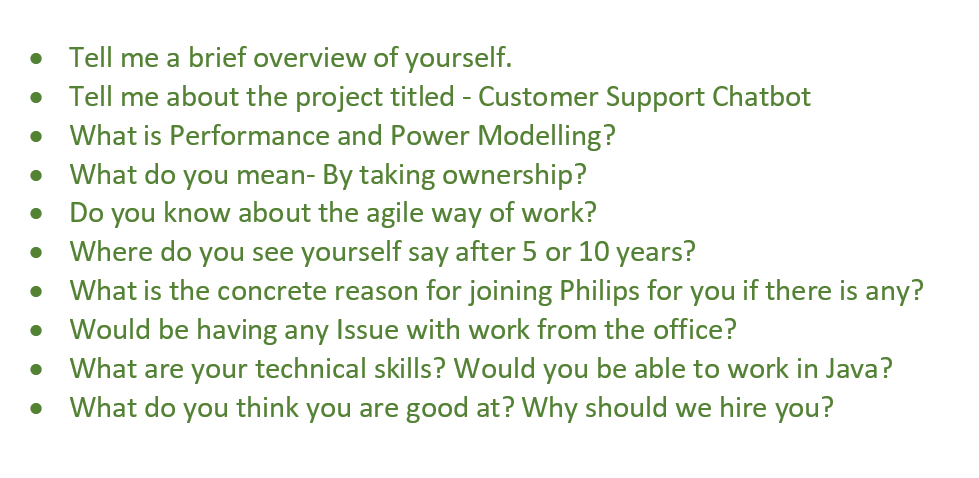 • Tell me a brief overview of yourself.
• Tell me about the project titled - Customer Support Chatbot
• What is Performance and Power Modelling?
• What do you mean- By taking ownership?
• Do you know about the agile way of work?
• Where do you see yourself say after 5 or 10 years?
• What is the concrete reason for joining Philips for you if there is any?
• Would be having any Issue with work from the office?
• What are your technical skills? Would you be able to work in Java?
• What do you think you are good at? Why should we hire you?